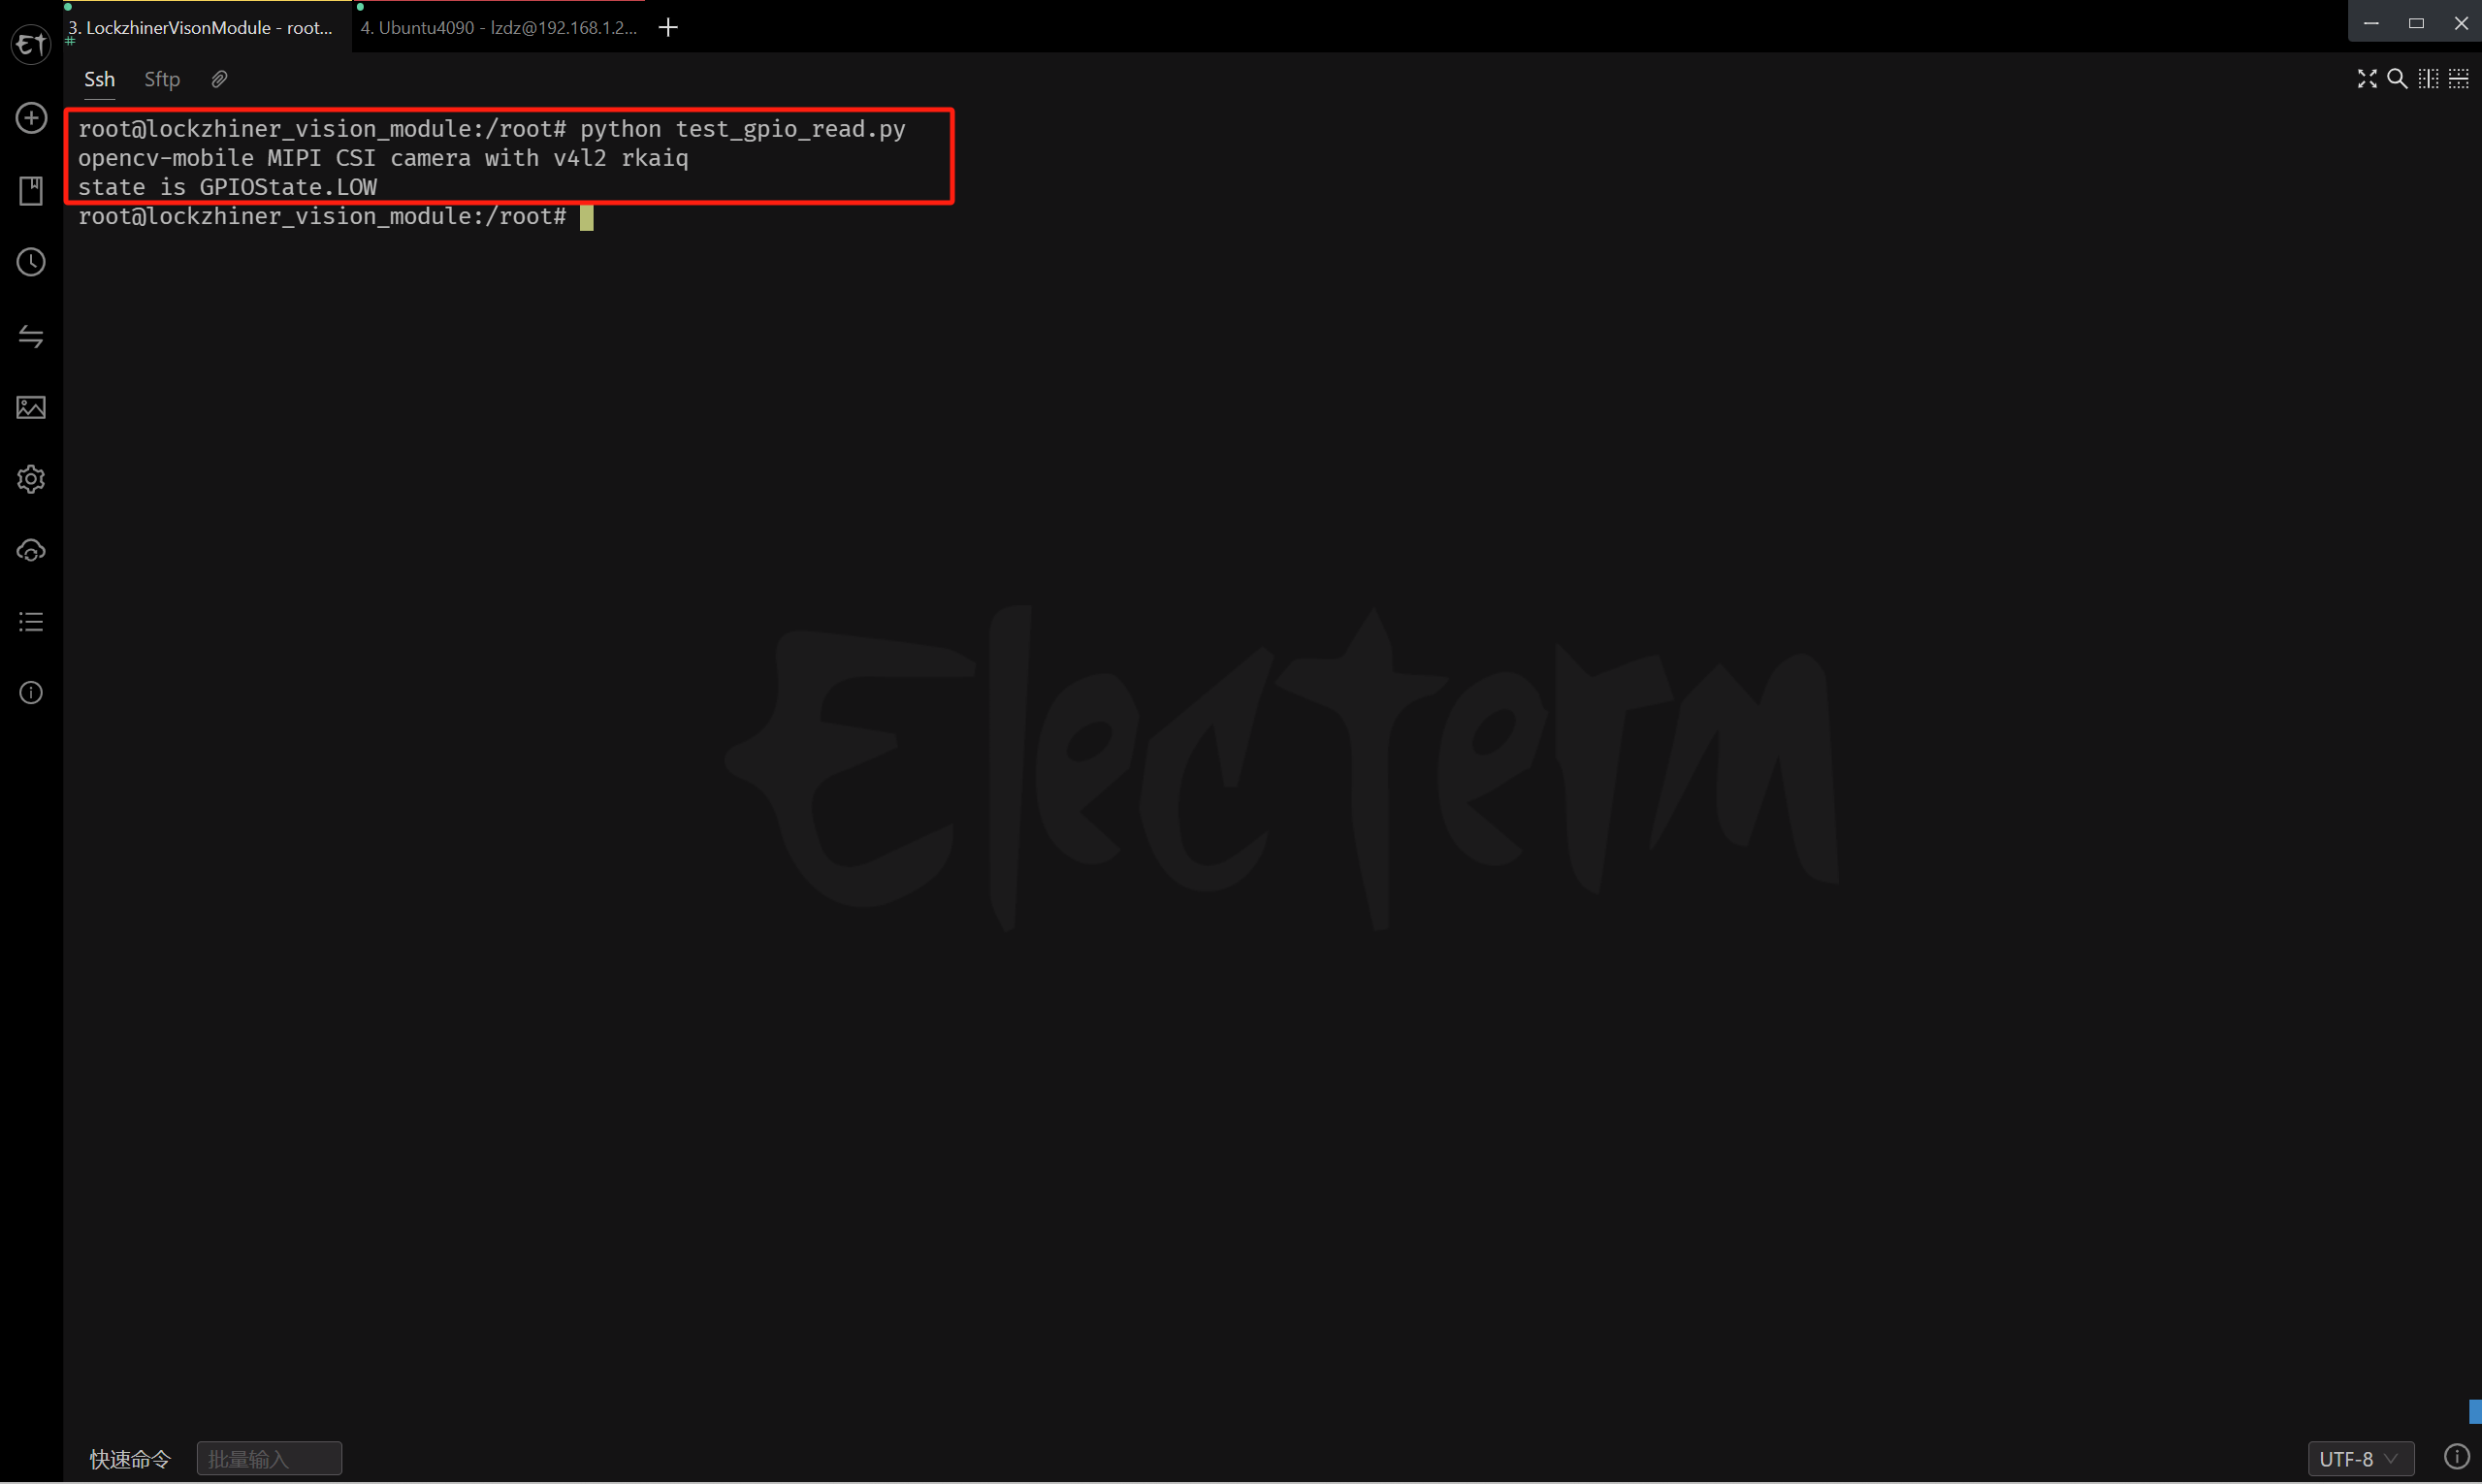 3. LockzhinerVisonModule - root...
4. Ubuntu4090 - lzdz@192.168.1.2...
#
Ssh
Sftp
root@lockzhiner_vision_module:/root# python test_gpio_read.py
opencv-mobile MIPI CSI camera with v4l2 rkaiq
state is GPIOState.LOW
root@lockzhiner_vision_module:/root#
Electerm
快速命令
批量输入
UTF-8